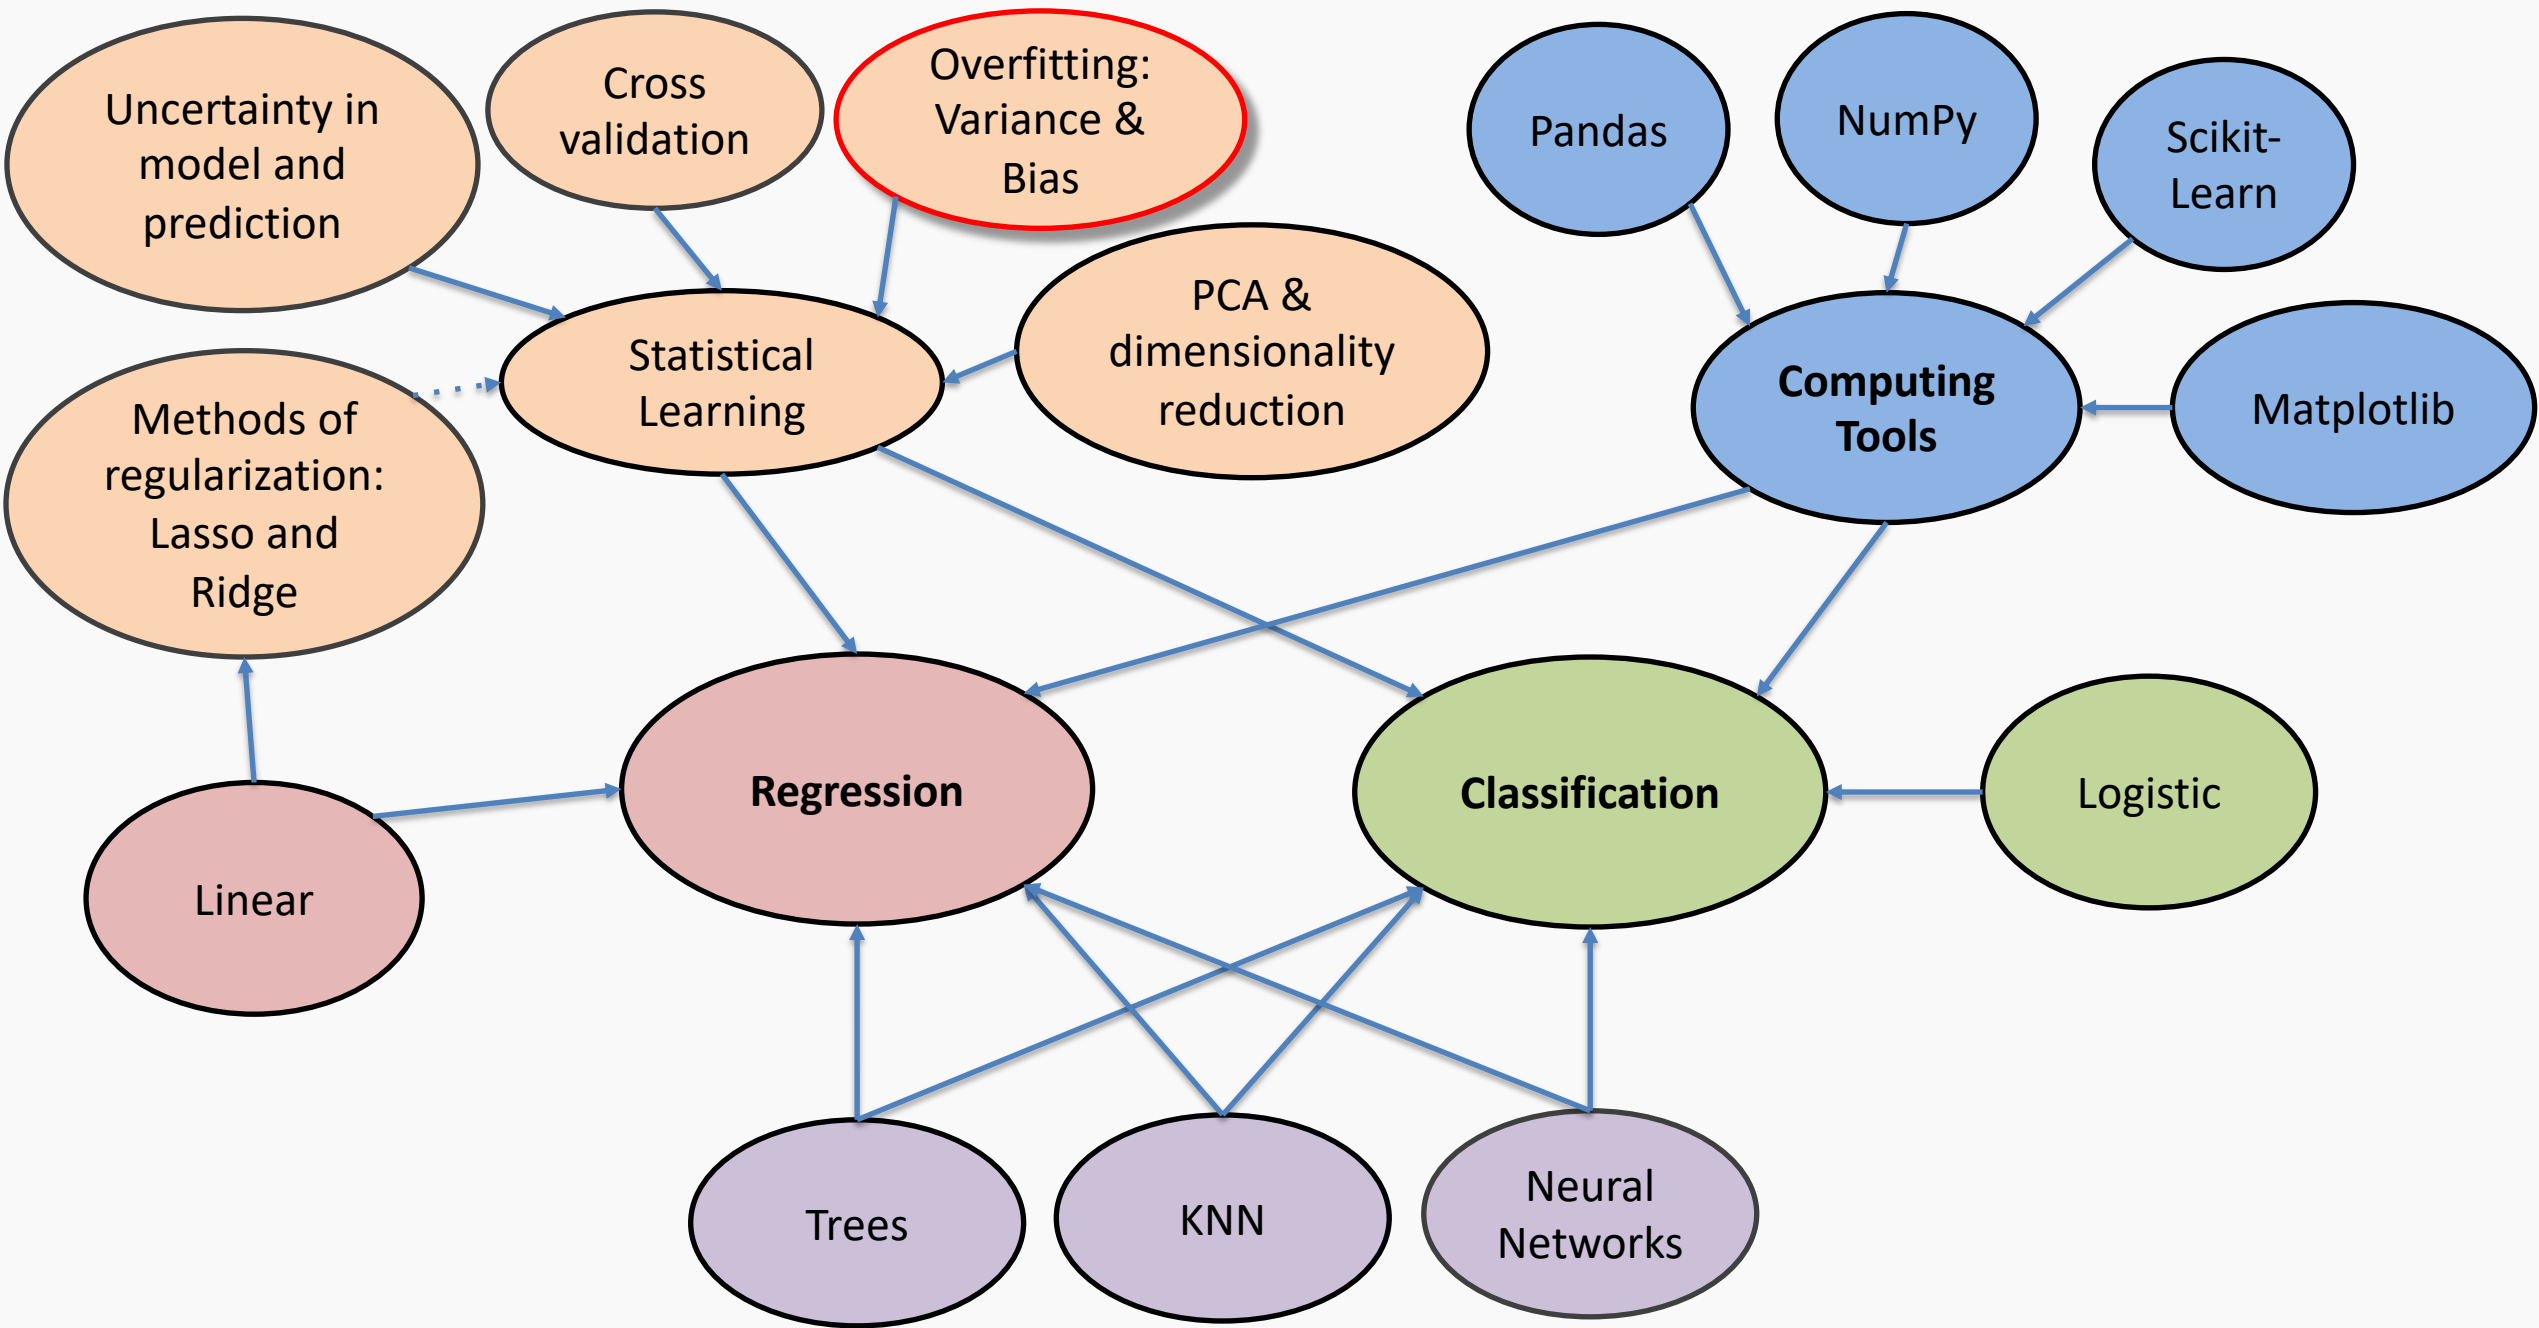 Uncertainty in
model and
prediction
Cross
validation
Overfitting:
Variance &
Bias
Pandas
NumPy
Scikit-
Learn
PCA &
dimensionality
reduction
Statistical
Learning
Computing
Tools
Matplotlib
Methods of
regularization:
Lasso and
Ridge
Regression
Classification
Logistic
Linear
Trees
KNN
Neural
Networks